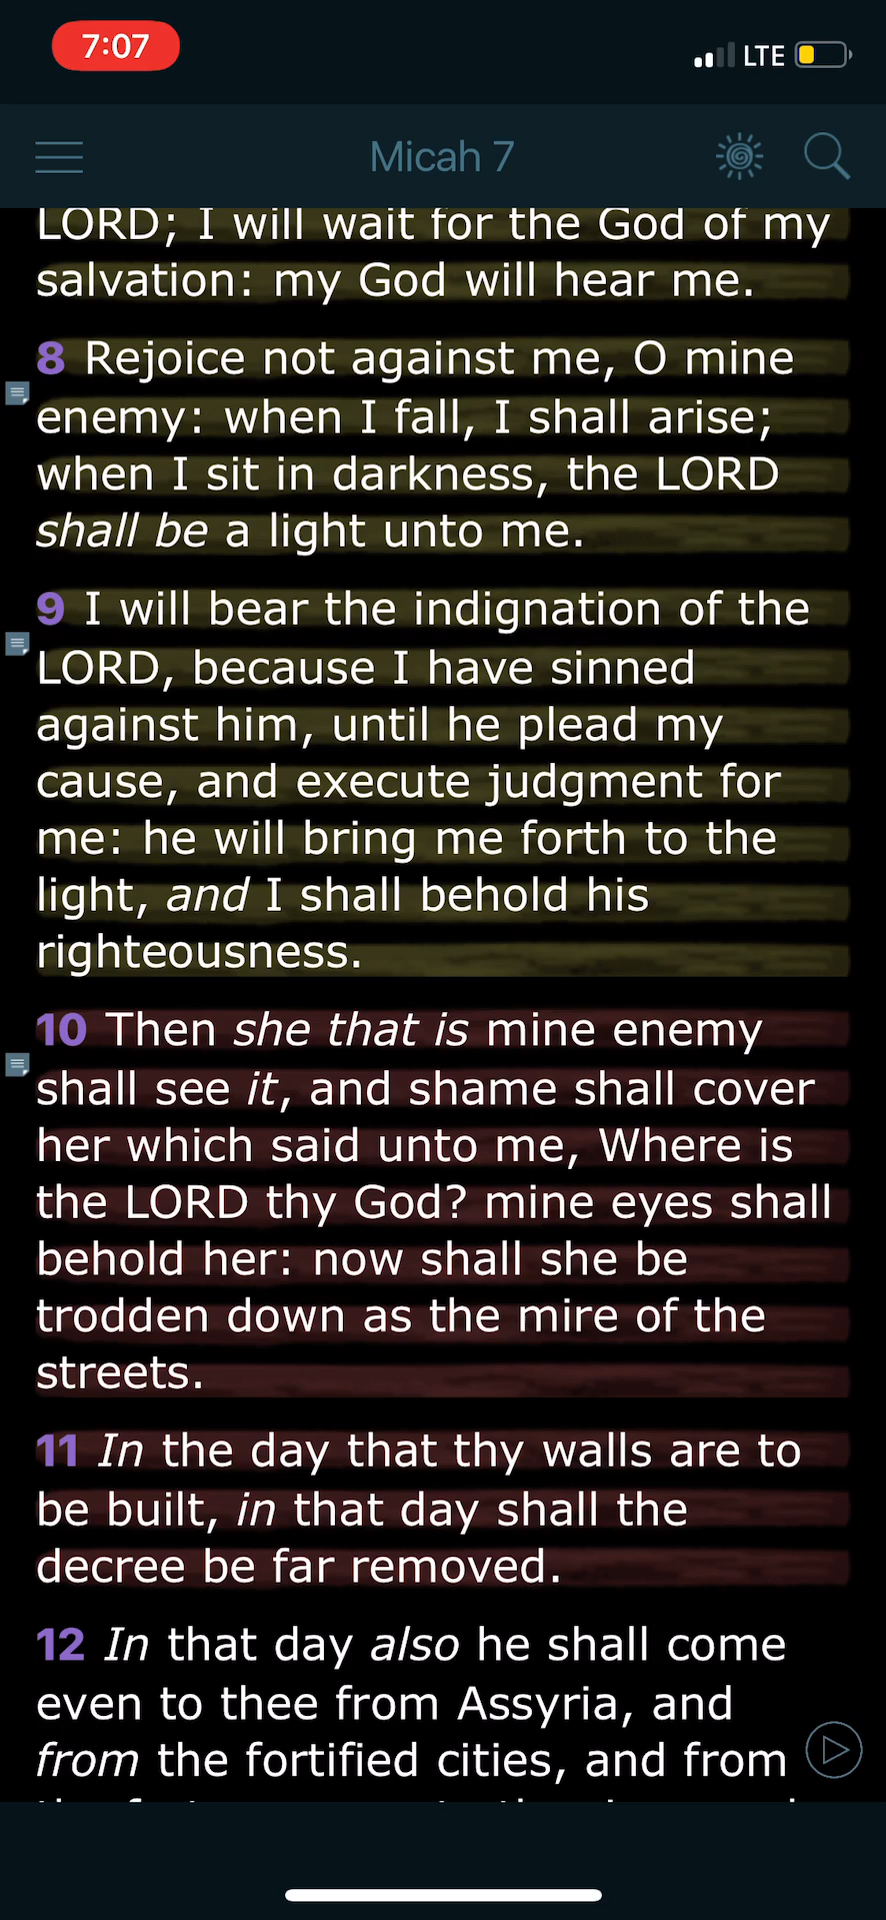 7:07
LTE
Micah 7
LORD; I will wait for the God of my
salvation: my God will hear me.
8 Rejoice not against me, O mine
enemy: when I fall, I shall arise;
when I sit in darkness, the LORD
shall be a light unto me.
9 I will bear the indignation of the
LORD, because I have sinned
against him, until he plead my
cause, and execute judgment for
me: he will bring me forth to the
light, and I shall behold his
righteousness.
10 Then she that is mine enemy
shall see it, and shame shall cover
her which said unto me, Where is
the LORD thy God? mine eyes shall
behold her: now shall she be
trodden down as the mire of the
streets.
11 In the day that thy walls are to
be built, in that day shall the
decree be far removed.
12 In that day also he shall come
even to thee from Assyria, and
from the fortified cities, and from